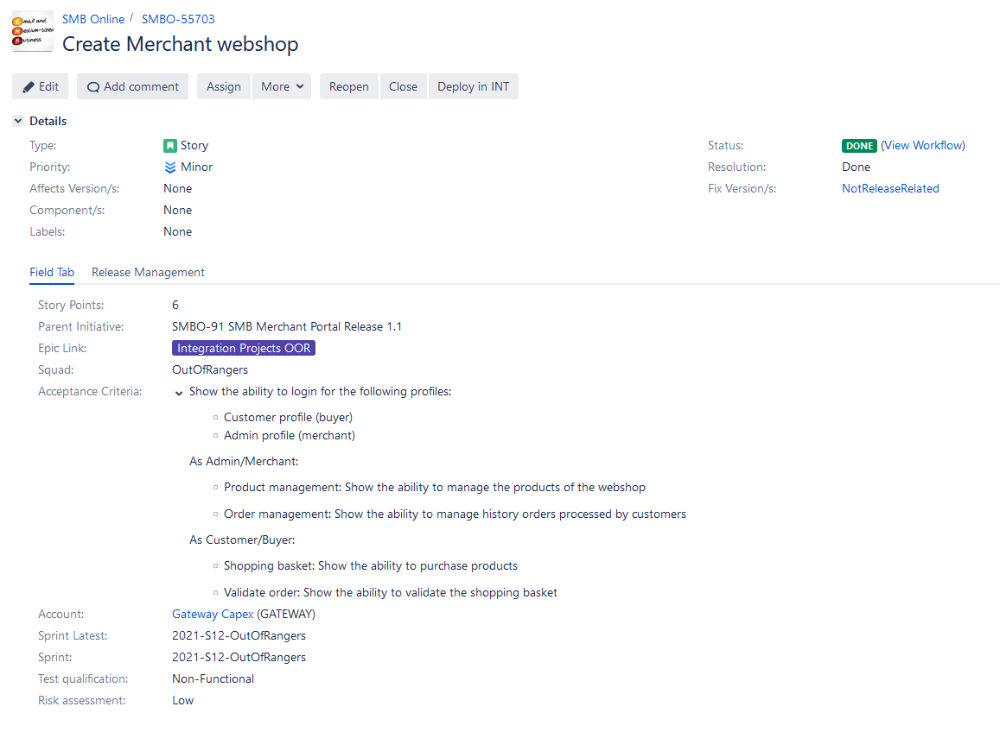 Small and
Medium-sized
Business
SMB Online / SMBO-55703
Create Merchant webshop
Edit Add comment Assign More Reopen Close Deploy in INT
Details
Type: Story Status: DONE (View Workflow)
Priority: Minor Resolution: Done
Affects Version/s: None Fix Version/s: NotReleaseRelated
Component/s: None
Labels: None
Field Tab Release Management
Story Points: 6
Parent Initiative: SMBO-91 SMB Merchant Portal Release 1.1
Epic Link: Integration Projects OOR
Squad: OutOfRangers
Acceptance Criteria: Show the ability to login for the following profiles:
Customer profile (buyer)
Admin profile (merchant)
As Admin/Merchant:
Product management: Show the ability to manage the products of the webshop
Order management: Show the ability to manage history orders processed by customers
As Customer/Buyer:
Shopping basket: Show the ability to purchase products
Validate order: Show the ability to validate the shopping basket
Account: Gateway Capex (GATEWAY)
Sprint Latest: 2021-S12-OutOfRangers
Sprint: 2021-S12-OutOfRangers
Test qualification: Non-Functional
Risk assessment: Low